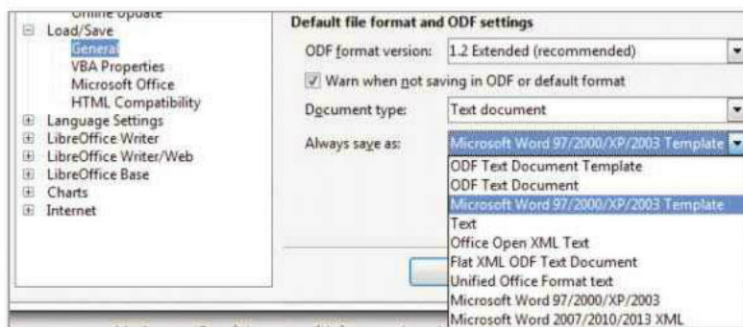 Online Update
Load/Save
General
VBA Properties
Microsoft Office
HTML Compatibility
Language Settings
LibreOffice Writer
LibreOffice Writer/Web
LibreOffice Base
Charts
Internet
Default file format and ODF settings
ODF format version: 1.2 Extended (recommended)
Warn when not saving in ODF or default format
Document type: Text document
Always save as: Microsoft Word 97/2000/XP/2003 Template
ODF Text Document Template
ODF Text Document
Microsoft Word 97/2000/XP/2003 Template
Text
Office Open XML Text
Flat XML ODF Text Document
Unified Office Format text
Microsoft Word 97/2000/XP/2003
Microsoft Word 2007/2010/2013 XML